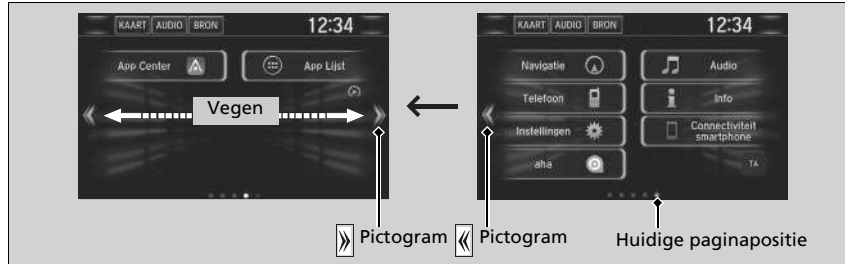 KAART AUDIO BRON 12:34
App Center App Lijst
Vegen
KAART AUDIO BRON 12:34
Navigatie Audio
Telefoon Info
Instellingen Connectiviteit
smartphone
aha TA
Pictogram Pictogram Huidige paginapositie